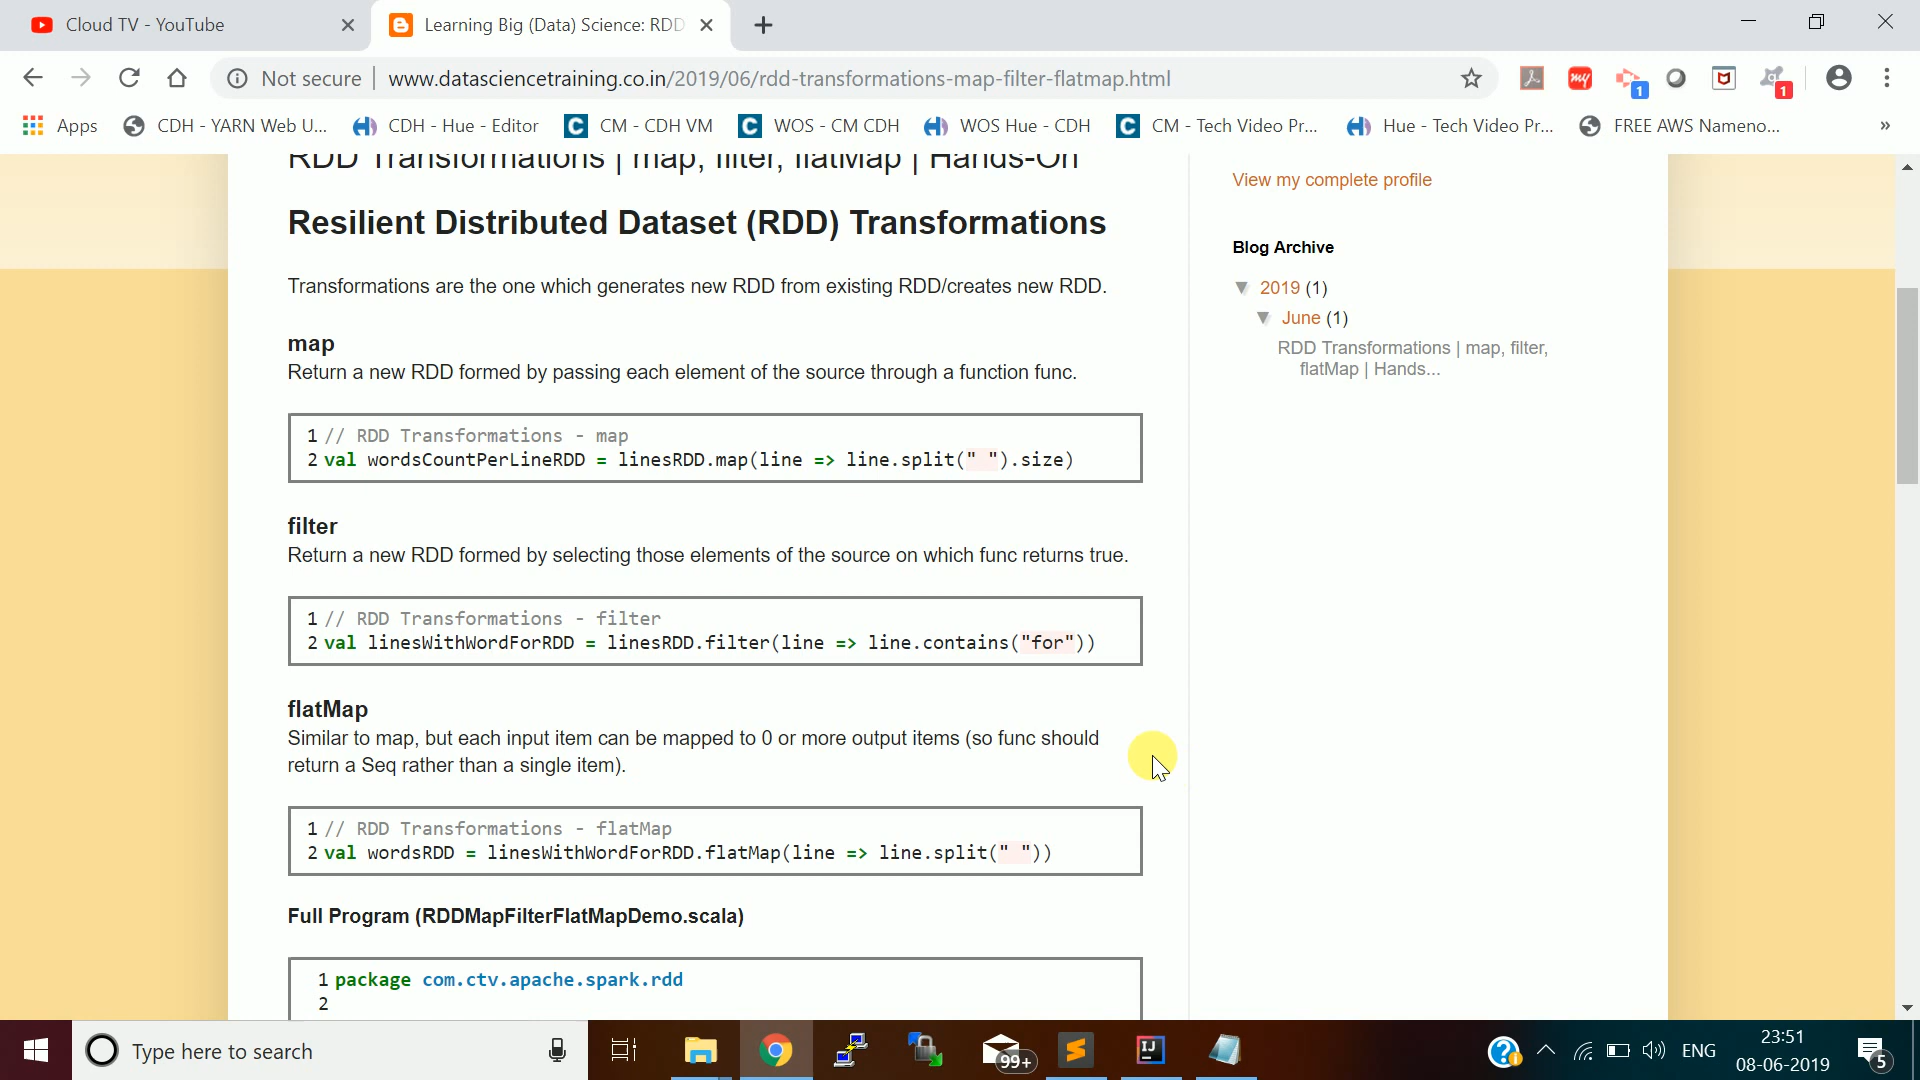 Cloud TV - YouTube
Learning Big (Data) Science: RDD
Not secure
www.datasciencetraining.co.in/2019/06/rdd-transformations-map-filter-flatmap.html
1
1
Apps
CDH - YARN Web U...
CDH - Hue - Editor
CM - CDH VM
WOS - CM CDH
WOS Hue - CDH
CM - Tech Video Pr...
Hue - Tech Video Pr...
FREE AWS Nameno...
»
RDD Transformations | map, filter, flatMap | Hands-On
Resilient Distributed Dataset (RDD) Transformations
Transformations are the one which generates new RDD from existing RDD/creates new RDD.
map
Return a new RDD formed by passing each element of the source through a function func.
1 // RDD Transformations - map
2 val wordsCountPerLineRDD = linesRDD.map(line => line.split(" ").size)
filter
Return a new RDD formed by selecting those elements of the source on which func returns true.
1 // RDD Transformations - filter
2 val linesWithWordForRDD = linesRDD.filter(line => line.contains("for"))
flatMap
Similar to map, but each input item can be mapped to 0 or more output items (so func should
return a Seq rather than a single item).
1 // RDD Transformations - flatMap
2 val wordsRDD = linesWithWordForRDD.flatMap(line => line.split(" "))
Full Program (RDDMapFilterFlatMapDemo.scala)
1 package com.ctv.apache.spark.rdd
2
View my complete profile
Blog Archive
▼ 2019 (1)
▼ June (1)
RDD Transformations | map, filter,
flatMap | Hands...
Type here to search
99+
IJ
ENG
23:51
08-06-2019
5